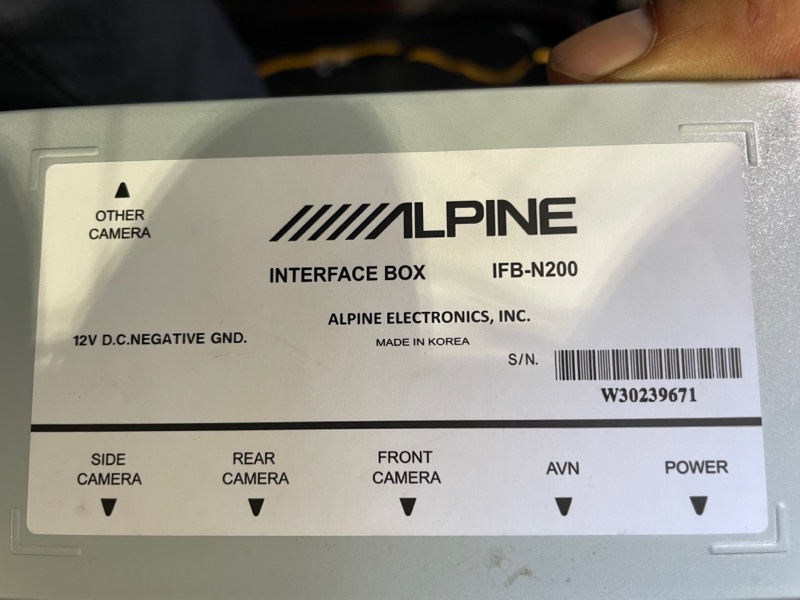 OTHER
CAMERA
ALPINE
INTERFACE BOX IFB-N200
ALPINE ELECTRONICS, INC.
12V D.C.NEGATIVE GND.
MADE IN KOREA
S/N.
W30239671
SIDE
CAMERA
REAR
CAMERA
FRONT
CAMERA
AVN
POWER